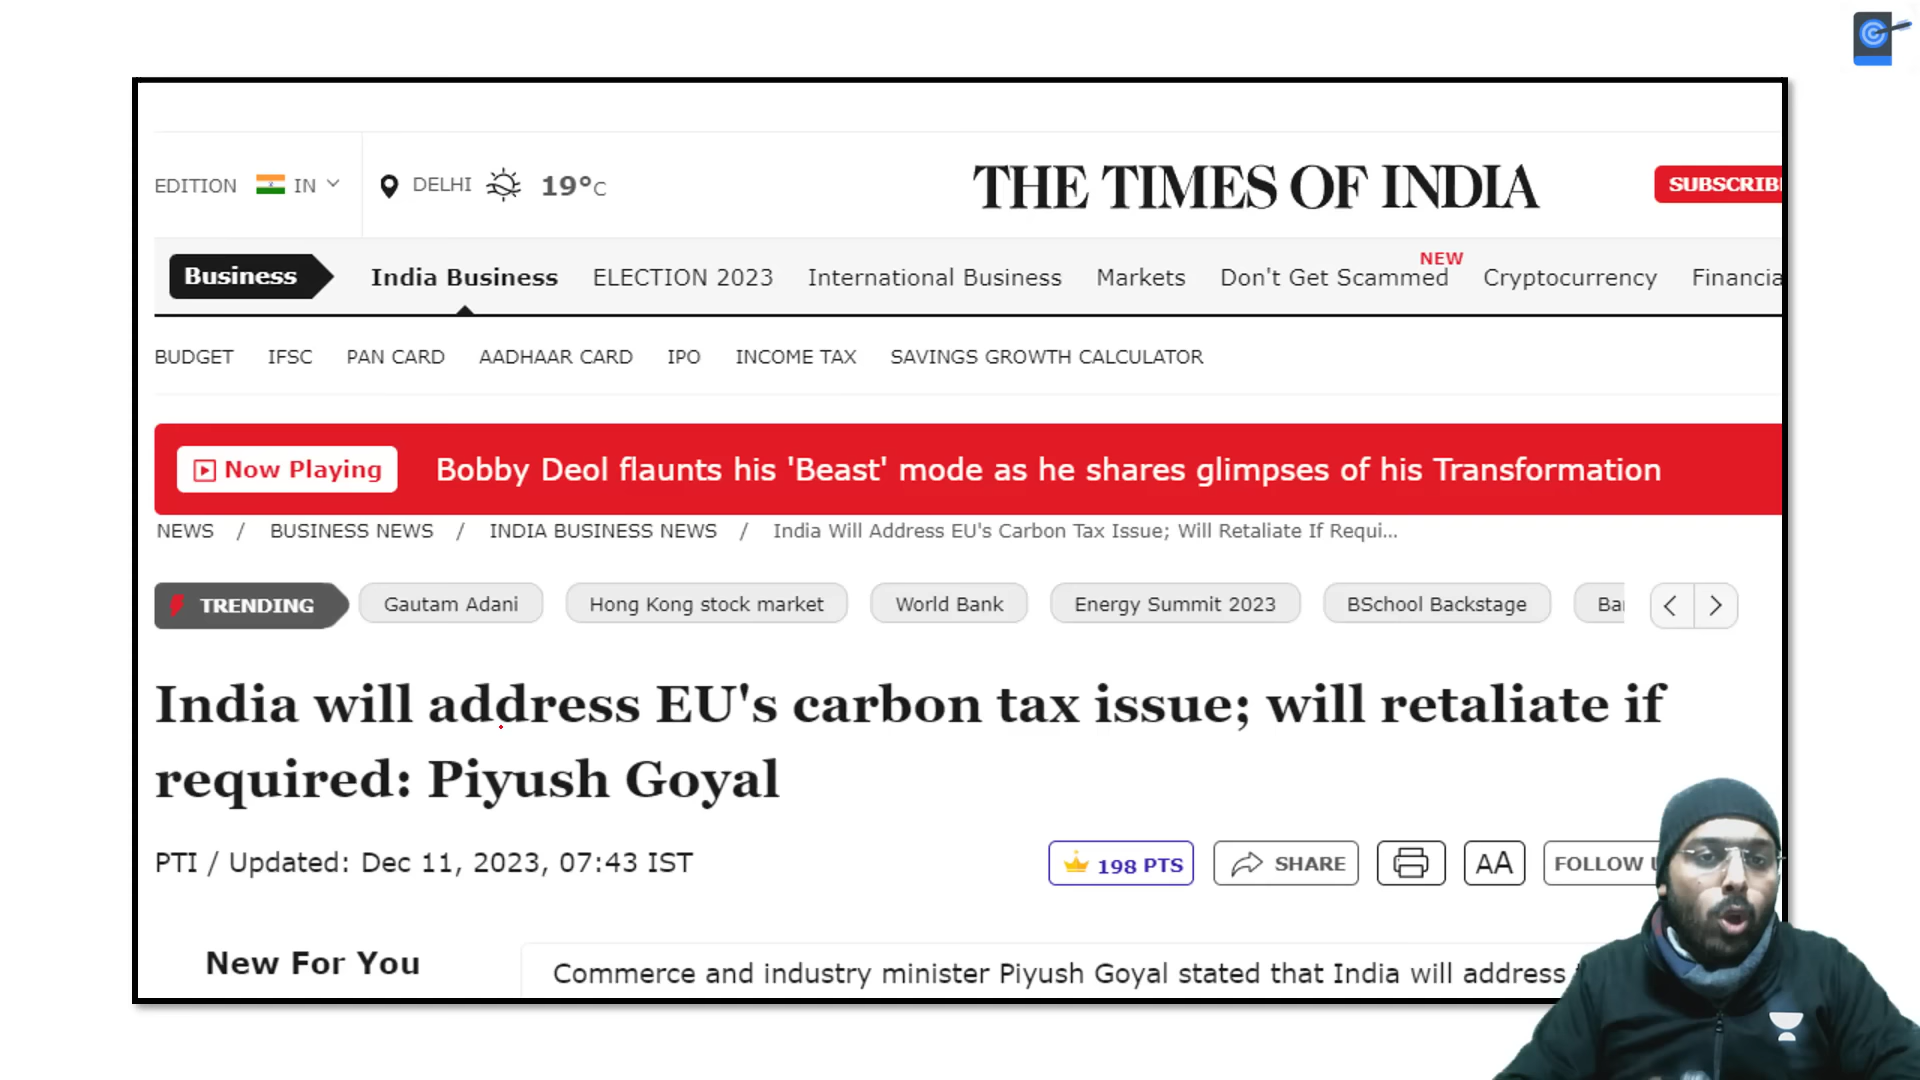 EDITION IN DELHI 19°C THE TIMES OF INDIA SUBSCRIB
Business India Business ELECTION 2023 International Business Markets Don't Get Scammed NEW Cryptocurrency Financia
BUDGET IFSC PAN CARD AADHAAR CARD IPO INCOME TAX SAVINGS GROWTH CALCULATOR
Now Playing Bobby Deol flaunts his 'Beast' mode as he shares glimpses of his Transformation
NEWS / BUSINESS NEWS / INDIA BUSINESS NEWS / India Will Address EU's Carbon Tax Issue; Will Retaliate If Requi...
TRENDING Gautam Adani Hong Kong stock market World Bank Energy Summit 2023 BSchool Backstage Ba
India will address EU's carbon tax issue; will retaliate if
required: Piyush Goyal
PTI / Updated: Dec 11, 2023, 07:43 IST 198 PTS SHARE AA FOLLOW
New For You
Commerce and industry minister Piyush Goyal stated that India will address